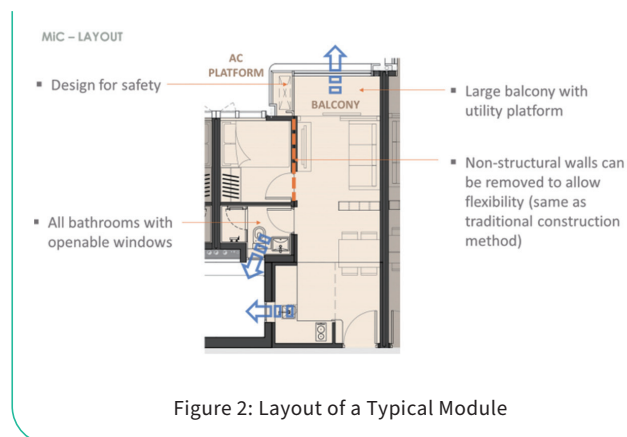 MiC – LAYOUT
AC
PLATFORM
BALCONY
▪ Design for safety
▪ All bathrooms with
openable windows
▪ Large balcony with
utility platform
▪ Non-structural walls can
be removed to allow
flexibility (same as
traditional construction
method)
Figure 2: Layout of a Typical Module